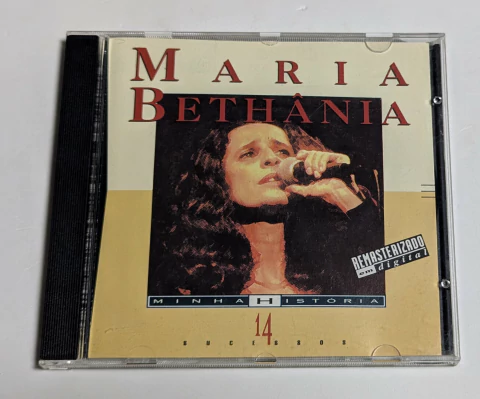 MARIA
BETHÂNIA
REMASTERIZADO
em digital
MINHA HISTÓRIA
14
SUCESSOS